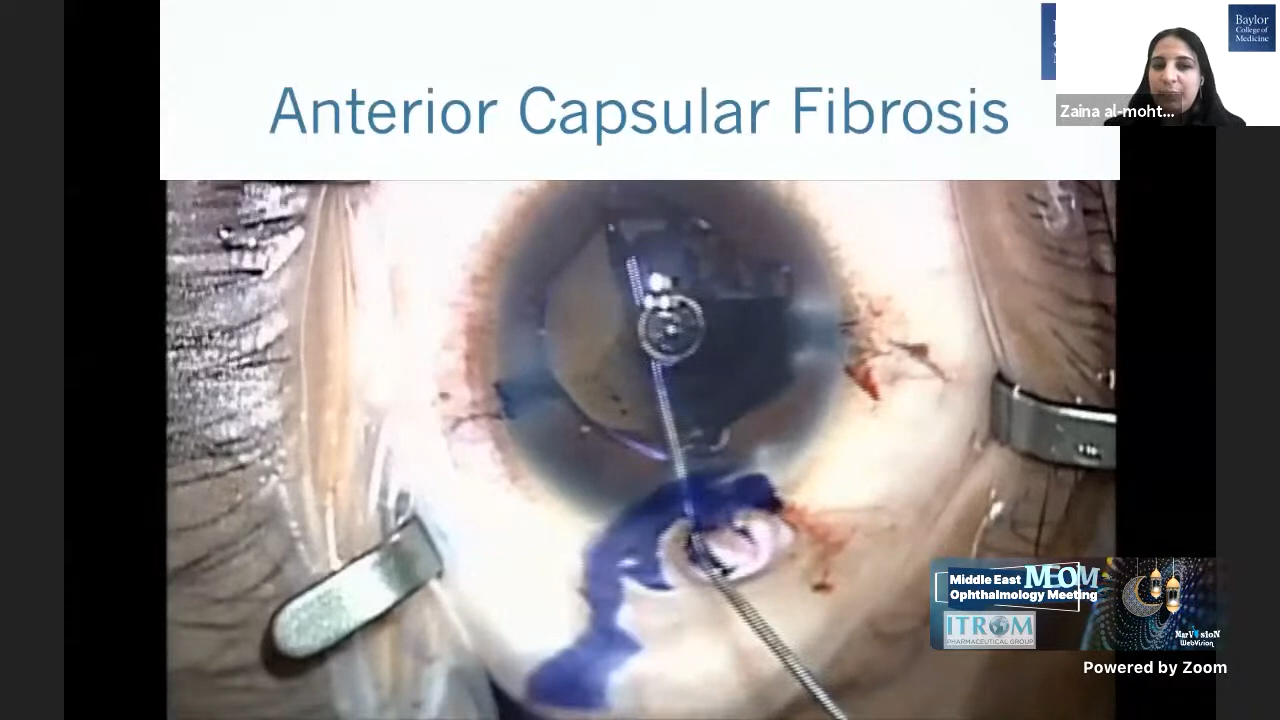 Anterior Capsular Fibrosis
Baylor
College of
Medicine
Zaina al-moht...
Middle East MEOM
Ophthalmology Meeting
ITROM
PHARMACEUTICAL GROUP
WebVision
Powered by Zoom